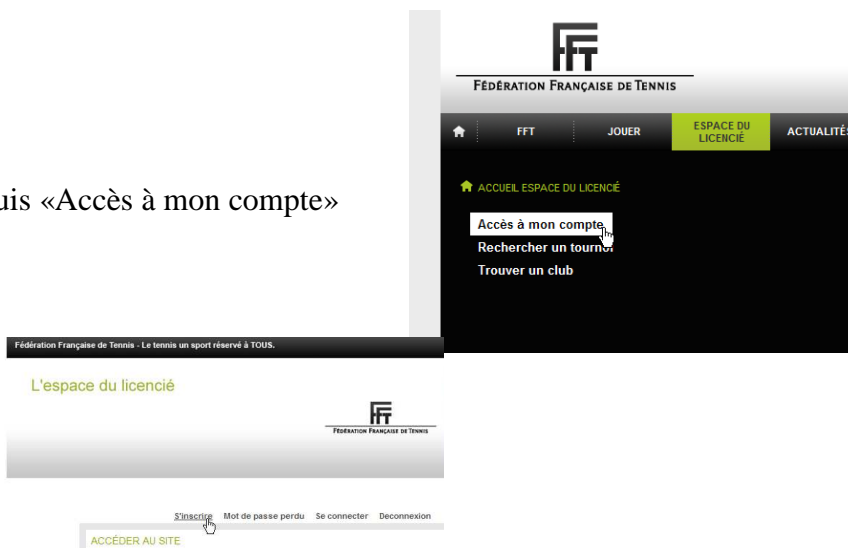 FFT
FÉDÉRATION FRANÇAISE DE TENNIS
FFT JOUER ESPACE DU LICENCIÉ ACTUALITÉS
ACCUEIL ESPACE DU LICENCIÉ
uis «Accès à mon compte»
Accès à mon compte
Rechercher un tournoi
Trouver un club
Fédération Française de Tennis - Le tennis un sport réservé à TOUS.
L'espace du licencié
FFT
FÉDÉRATION FRANÇAISE DE TENNIS
S'inscrire Mot de passe perdu Se connecter Deconnexion
ACCÉDER AU SITE